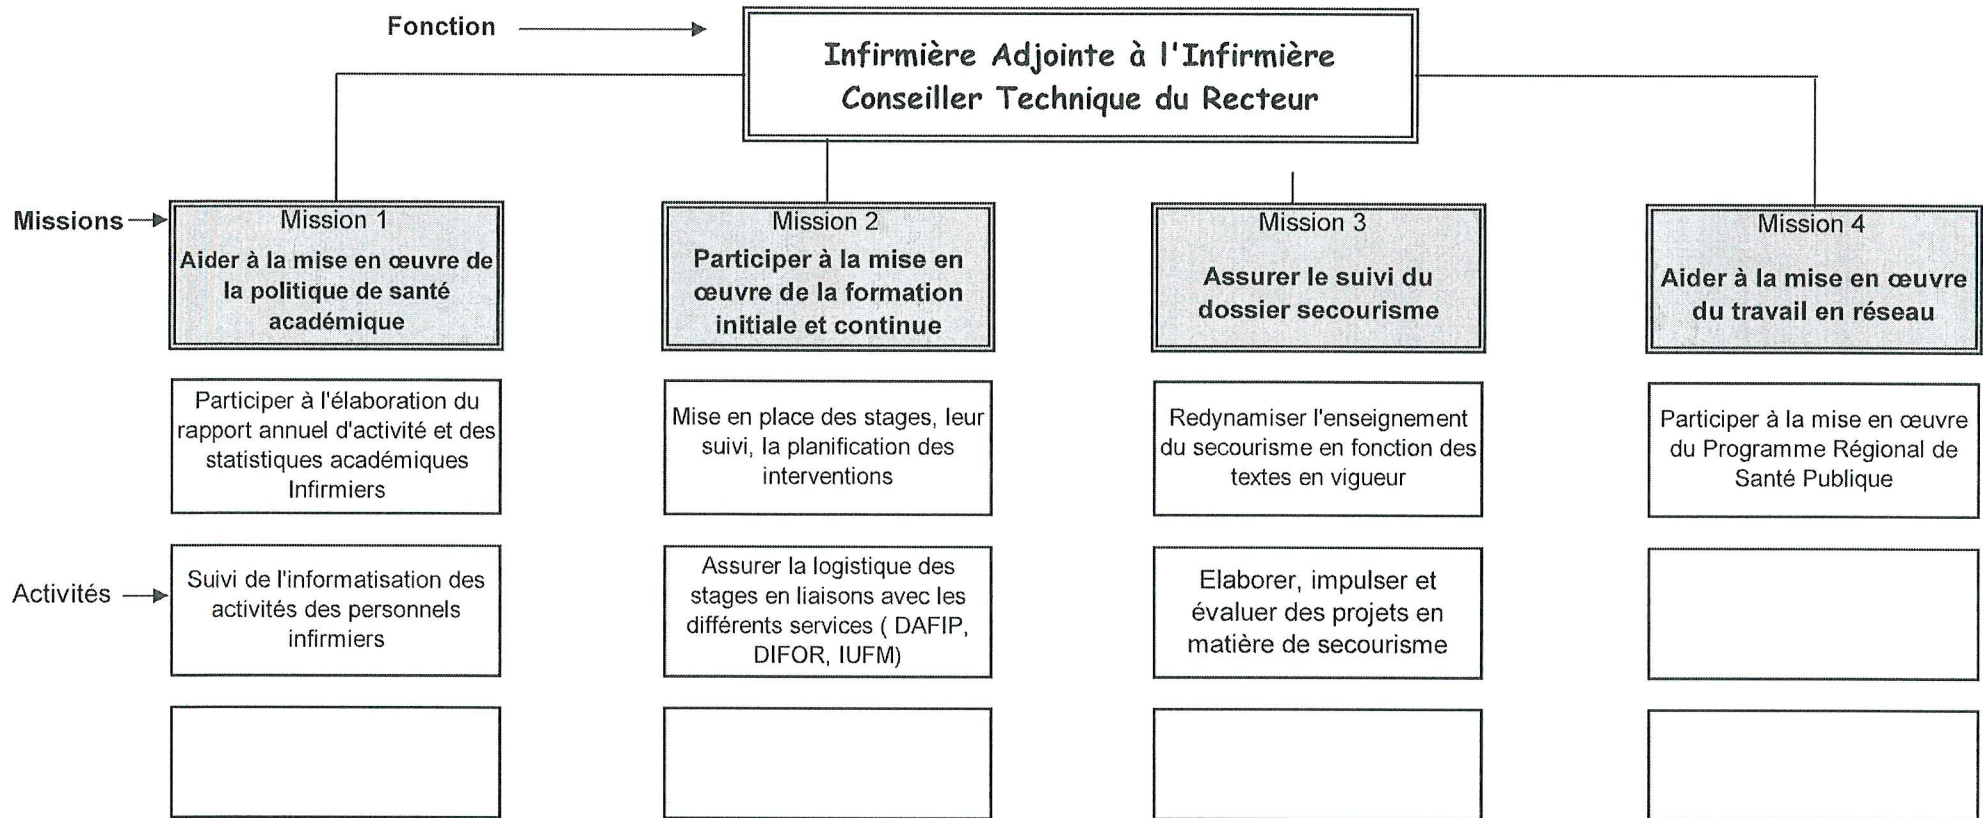 Fonction
Infirmière Adjointe à l'Infirmière
Conseiller Technique du Recteur
Missions
Mission 1
Aider à la mise en œuvre de
la politique de santé
académique
Mission 2
Participer à la mise en
œuvre de la formation
initiale et continue
Mission 3
Assurer le suivi du
dossier secourisme
Mission 4
Aider à la mise en œuvre
du travail en réseau
Participer à l'élaboration du
rapport annuel d'activité et des
statistiques académiques
Infirmiers
Mise en place des stages, leur
suivi, la planification des
interventions
Redynamiser l'enseignement
du secourisme en fonction des
textes en vigueur
Participer à la mise en œuvre
du Programme Régional de
Santé Publique
Activités
Suivi de l'informatisation des
activités des personnels
infirmiers
Assurer la logistique des
stages en liaisons avec les
différents services ( DAFIP,
DIFOR, IUFM)
Elaborer, impulser et
évaluer des projets en
matière de secourisme